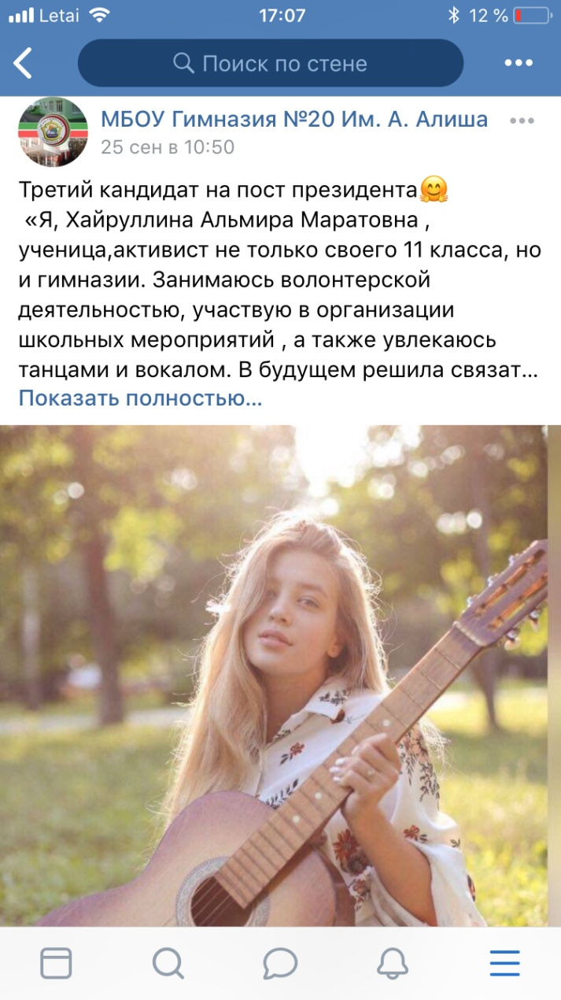 Letai
17:07
12 %
Поиск по стене
МБОУ Гимназия №20 Им. А. Алиша
25 сен в 10:50
Третий кандидат на пост президента🤗
«Я, Хайруллина Альмира Маратовна ,
ученица,активист не только своего 11 класса, но
и гимназии. Занимаюсь волонтерской
деятельностью, участвую в организации
школьных мероприятий , а также увлекаюсь
танцами и вокалом. В будущем решила связат...
Показать полностью...